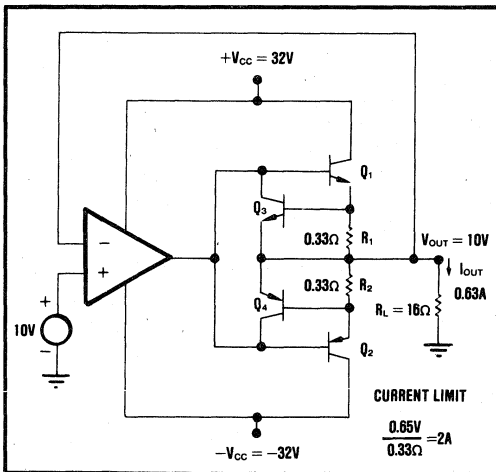 +VCC = 32V
Q1
Q3
VOUT = 10V
0.33Ω R1
IOUT
0.63A
0.33Ω R2
RL = 16Ω
Q4
−
+
+
10V
−
Q2
CURRENT LIMIT
0.65V
0.33Ω
=2A
−VCC = −32V